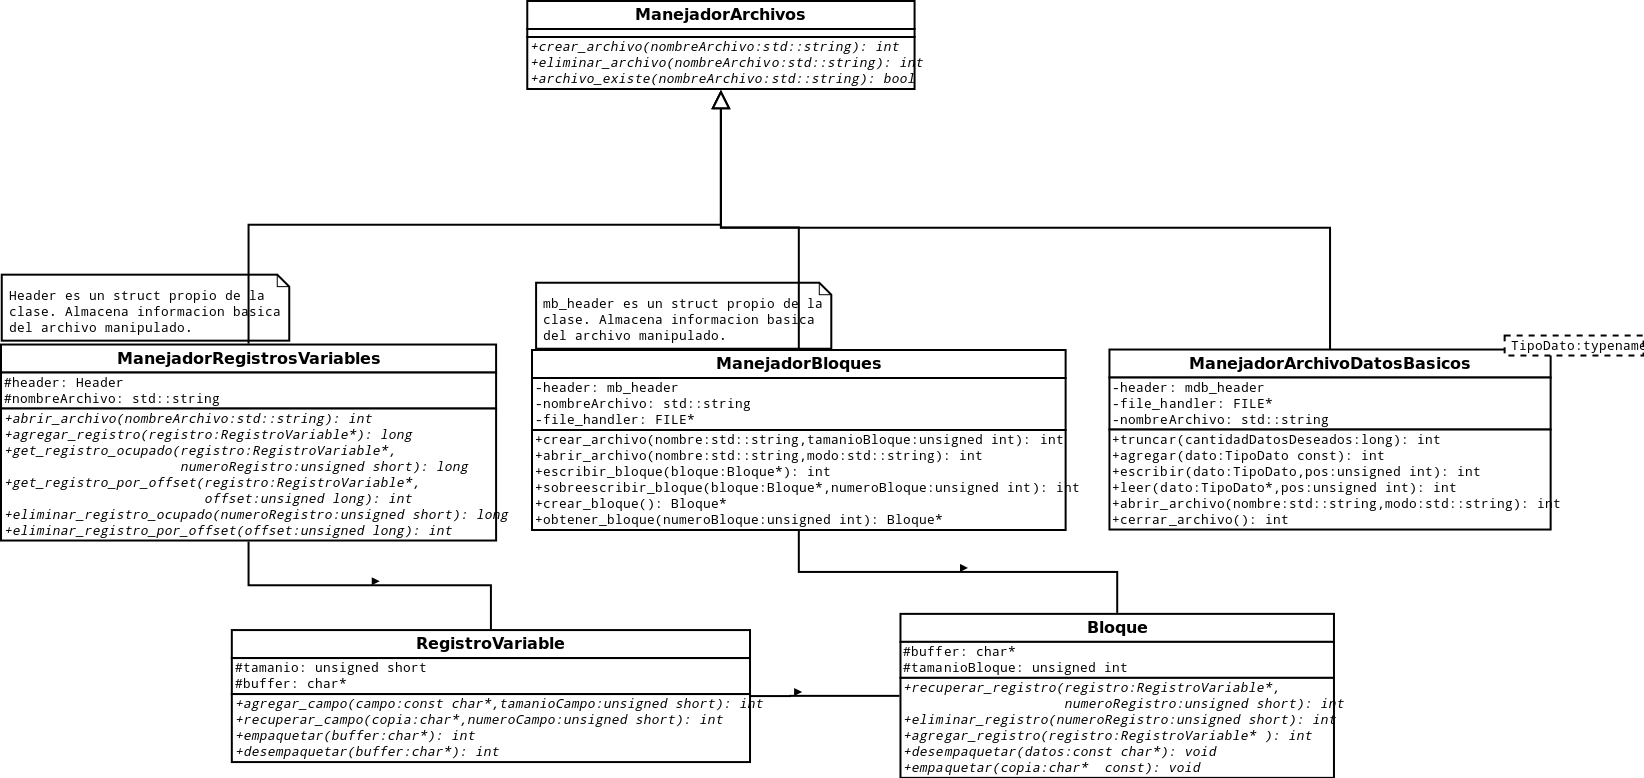 ManejadorArchivos
+crear_archivo(nombreArchivo:std::string): int
+eliminar_archivo(nombreArchivo:std::string): int
+archivo_existe(nombreArchivo:std::string): bool
Header es un struct propio de la
clase. Almacena informacion basica
del archivo manipulado.
ManejadorRegistrosVariables
#header: Header
#nombreArchivo: std::string
+abrir_archivo(nombreArchivo:std::string): int
+agregar_registro(registro:RegistroVariable*): long
+get_registro_ocupado(registro:RegistroVariable*,
numeroRegistro:unsigned short): long
+get_registro_por_offset(registro:RegistroVariable*,
offset:unsigned long): int
+eliminar_registro_ocupado(numeroRegistro:unsigned short): long
+eliminar_registro_por_offset(offset:unsigned long): int
mb_header es un struct propio de la
clase. Almacena informacion basica
del archivo manipulado.
ManejadorBloques
-header: mb_header
-nombreArchivo: std::string
-file_handler: FILE*
+crear_archivo(nombre:std::string,tamanioBloque:unsigned int): int
+abrir_archivo(nombre:std::string,modo:std::string): int
+escribir_bloque(bloque:Bloque*): int
+sobreescribir_bloque(bloque:Bloque*,numeroBloque:unsigned int): int
+crear_bloque(): Bloque*
+obtener_bloque(numeroBloque:unsigned int): Bloque*
TipoDato:typename
ManejadorArchivoDatosBasicos
-header: mdb_header
-file_handler: FILE*
-nombreArchivo: std::string
+truncar(cantidadDatosDeseados:long): int
+agregar(dato:TipoDato const): int
+escribir(dato:TipoDato,pos:unsigned int): int
+leer(dato:TipoDato*,pos:unsigned int): int
+abrir_archivo(nombre:std::string,modo:std::string): int
+cerrar_archivo(): int
RegistroVariable
#tamanio: unsigned short
#buffer: char*
+agregar_campo(campo:const char*,tamanioCampo:unsigned short): int
+recuperar_campo(copia:char*,numeroCampo:unsigned short): int
+empaquetar(buffer:char*): int
+desempaquetar(buffer:char*): int
Bloque
#buffer: char*
#tamanioBloque: unsigned int
+recuperar_registro(registro:RegistroVariable*,
numeroRegistro:unsigned short): int
+eliminar_registro(numeroRegistro:unsigned short): int
+agregar_registro(registro:RegistroVariable* ): int
+desempaquetar(datos:const char*): void
+empaquetar(copia:char*  const): void